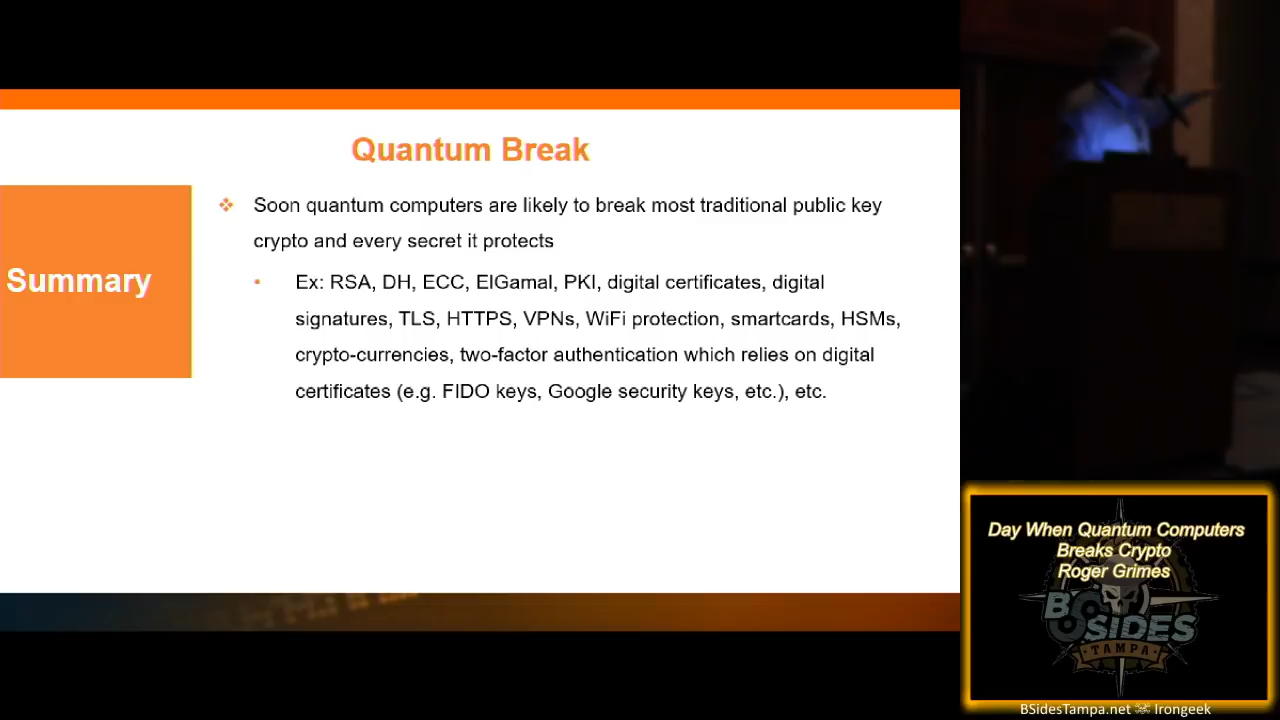 Quantum Break
Summary
❖ Soon quantum computers are likely to break most traditional public key
crypto and every secret it protects
• Ex: RSA, DH, ECC, ElGamal, PKI, digital certificates, digital
signatures, TLS, HTTPS, VPNs, WiFi protection, smartcards, HSMs,
crypto-currencies, two-factor authentication which relies on digital
certificates (e.g. FIDO keys, Google security keys, etc.), etc.
Day When Quantum Computers
Breaks Crypto
Roger Grimes
BSIDES
TAMPA
BSidesTampa.net ☠ Irongeek